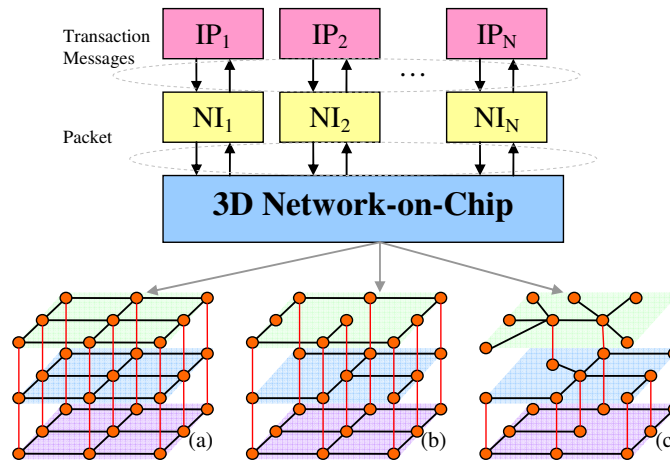 Transaction
Messages
IP1 IP2 IPN
...
Packet
NI1 NI2 NIN
3D Network-on-Chip
(a) (b) (c)